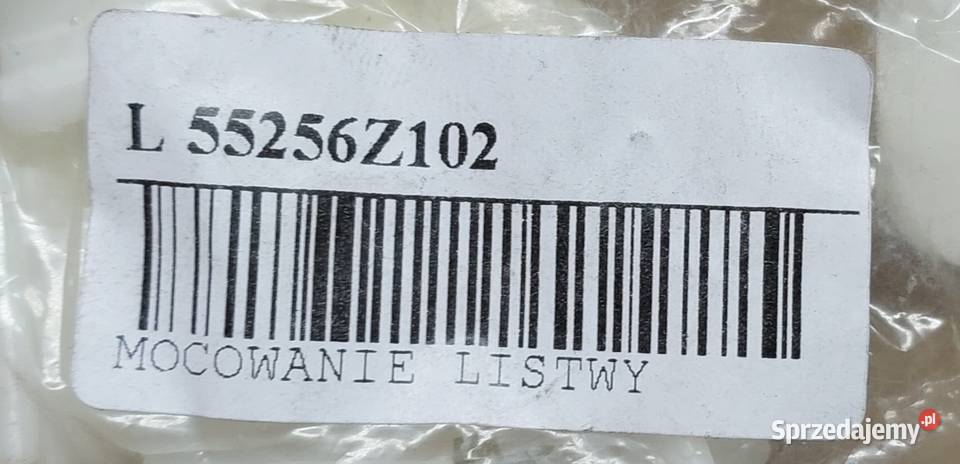 L 55256Z102
MOCOWANIE LISTWY
Sprzedajemy.pl